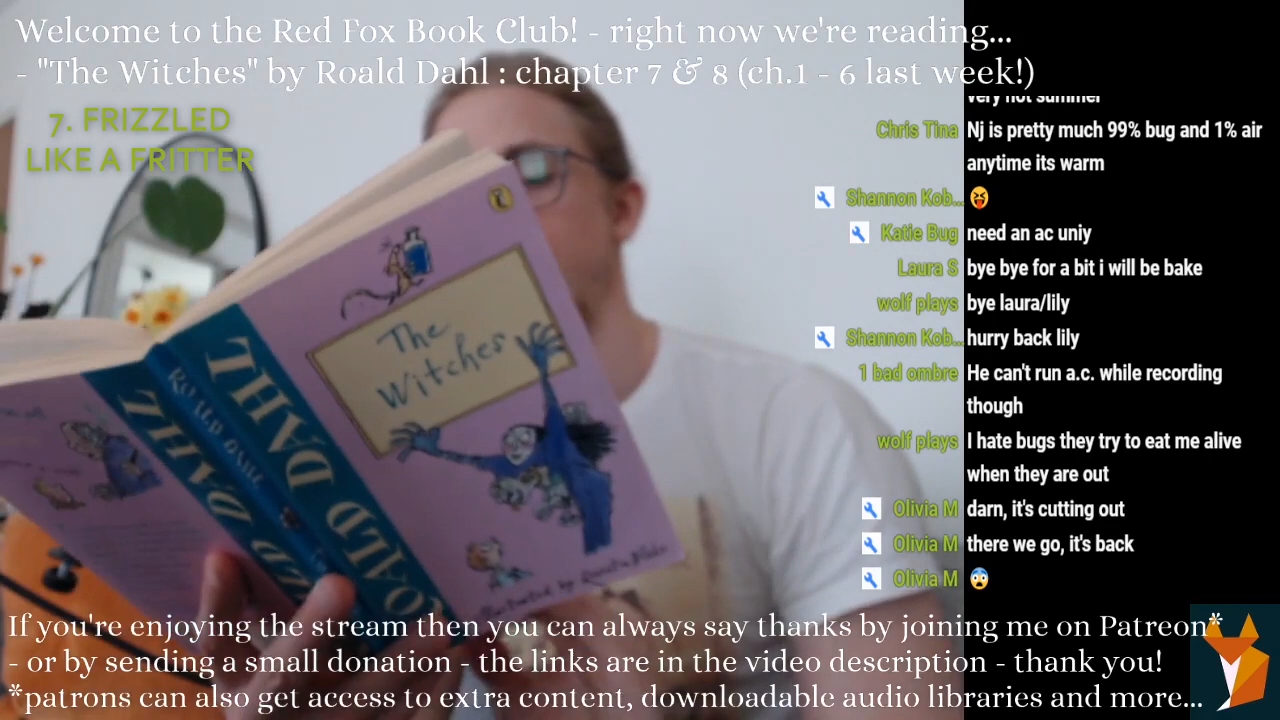 Welcome to the Red Fox Book Club! - right now we're reading...
- "The Witches" by Roald Dahl : chapter 7 & 8 (ch.1 - 6 last week!)
7. FRIZZLED
LIKE A FRITTER
very hot summer
Chris Tina Nj is pretty much 99% bug and 1% air
anytime its warm
Shannon Kob... 😝
Katie Bug need an ac uniy
Laura S bye bye for a bit i will be bake
wolf plays bye laura/lily
Shannon Kob... hurry back lily
1 bad ombre He can't run a.c. while recording
though
wolf plays I hate bugs they try to eat me alive
when they are out
Olivia M darn, it's cutting out
Olivia M there we go, it's back
Olivia M 😨
The
Witches
Illustrated by Quentin Blake
ROALD DAHL
ROALD DAHL
DAHL
If you're enjoying the stream then you can always say thanks by joining me on Patreon*
- or by sending a small donation - the links are in the video description - thank you!
*patrons can also get access to extra content, downloadable audio libraries and more...